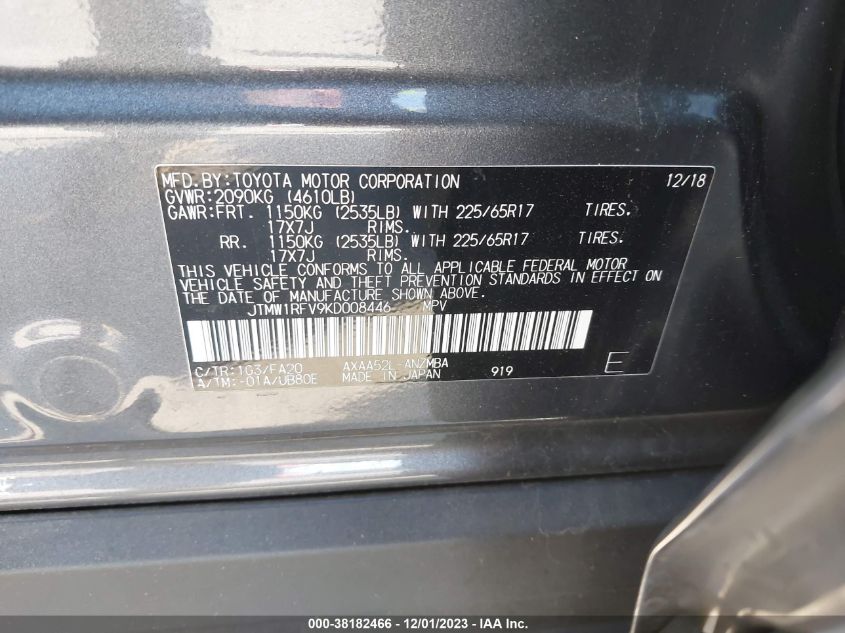 MFD.BY:TOYOTA MOTOR CORPORATION 12/18
GVWR:2090KG (4610LB)
GAWR:FRT. 1150KG (2535LB) WITH 225/65R17 TIRES.
17X7J RIMS.
RR. 1150KG (2535LB) WITH 225/65R17 TIRES.
17X7J RIMS.
THIS VEHICLE CONFORMS TO ALL APPLICABLE FEDERAL MOTOR
VEHICLE SAFETY AND THEFT PREVENTION STANDARDS IN EFFECT ON
THE DATE OF MANUFACTURE SHOWN ABOVE.
JTMW1RFV9KD008446 MPV
C/TR:1G3/FA20 AXAA52L-ANZMBA
A/TM:-01A/UB80E MADE IN JAPAN 919 E
000-38182466 - 12/01/2023 - IAA Inc.